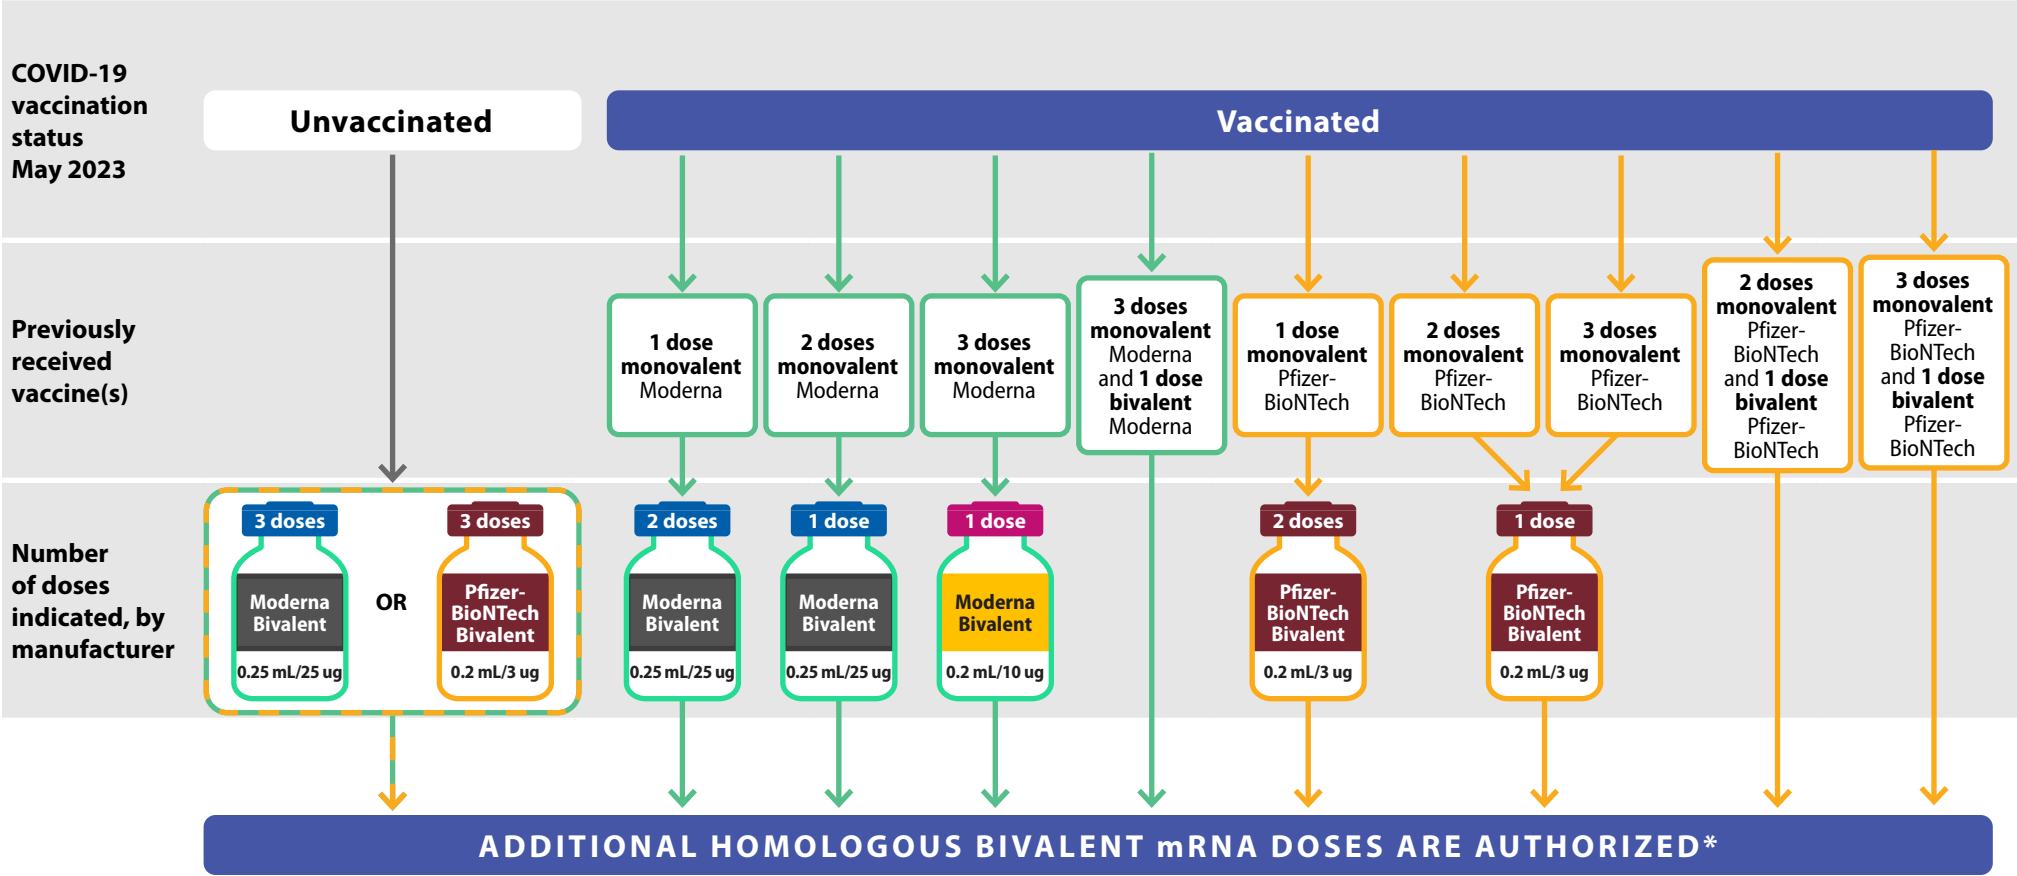 COVID-19
vaccination
status
May 2023
Unvaccinated
Vaccinated
Previously
received
vaccine(s)
1 dose
monovalent
Moderna
2 doses
monovalent
Moderna
3 doses
monovalent
Moderna
3 doses
monovalent
Moderna
and 1 dose
bivalent
Moderna
1 dose
monovalent
Pfizer-
BioNTech
2 doses
monovalent
Pfizer-
BioNTech
3 doses
monovalent
Pfizer-
BioNTech
2 doses
monovalent
Pfizer-
BioNTech
and 1 dose
bivalent
Pfizer-
BioNTech
3 doses
monovalent
Pfizer-
BioNTech
and 1 dose
bivalent
Pfizer-
BioNTech
Number
of doses
indicated, by
manufacturer
3 doses
Moderna
Bivalent
0.25 mL/25 ug
OR
3 doses
Pfizer-
BioNTech
Bivalent
0.2 mL/3 ug
2 doses
Moderna
Bivalent
0.25 mL/25 ug
1 dose
Moderna
Bivalent
0.25 mL/25 ug
1 dose
Moderna
Bivalent
0.2 mL/10 ug
2 doses
Pfizer-
BioNTech
Bivalent
0.2 mL/3 ug
1 dose
Pfizer-
BioNTech
Bivalent
0.2 mL/3 ug
ADDITIONAL HOMOLOGOUS BIVALENT mRNA DOSES ARE AUTHORIZED*